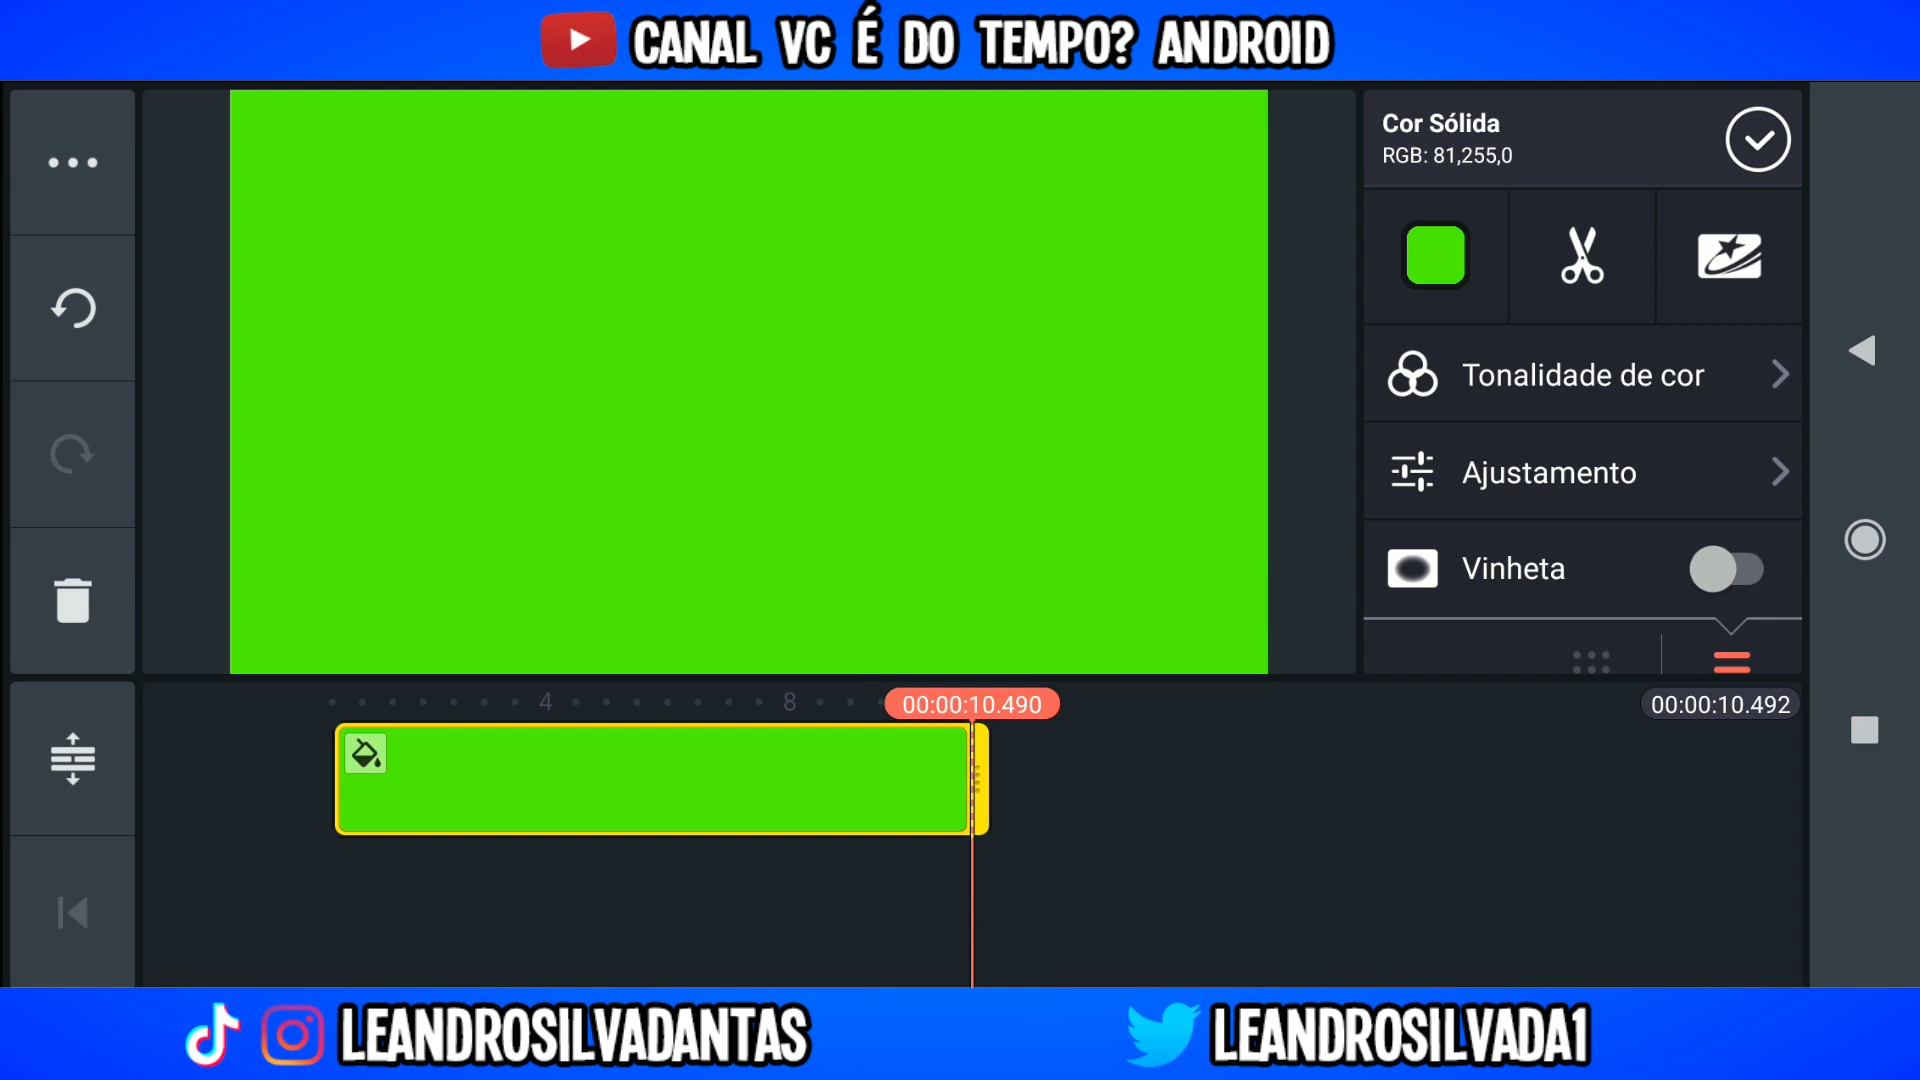 CANAL VC É DO TEMPO? ANDROID
Cor Sólida
RGB: 81,255,0
Tonalidade de cor
Ajustamento
Vinheta
4
8
00:00:10.490
00:00:10.492
LEANDROSILVADANTAS
LEANDROSILVADA1